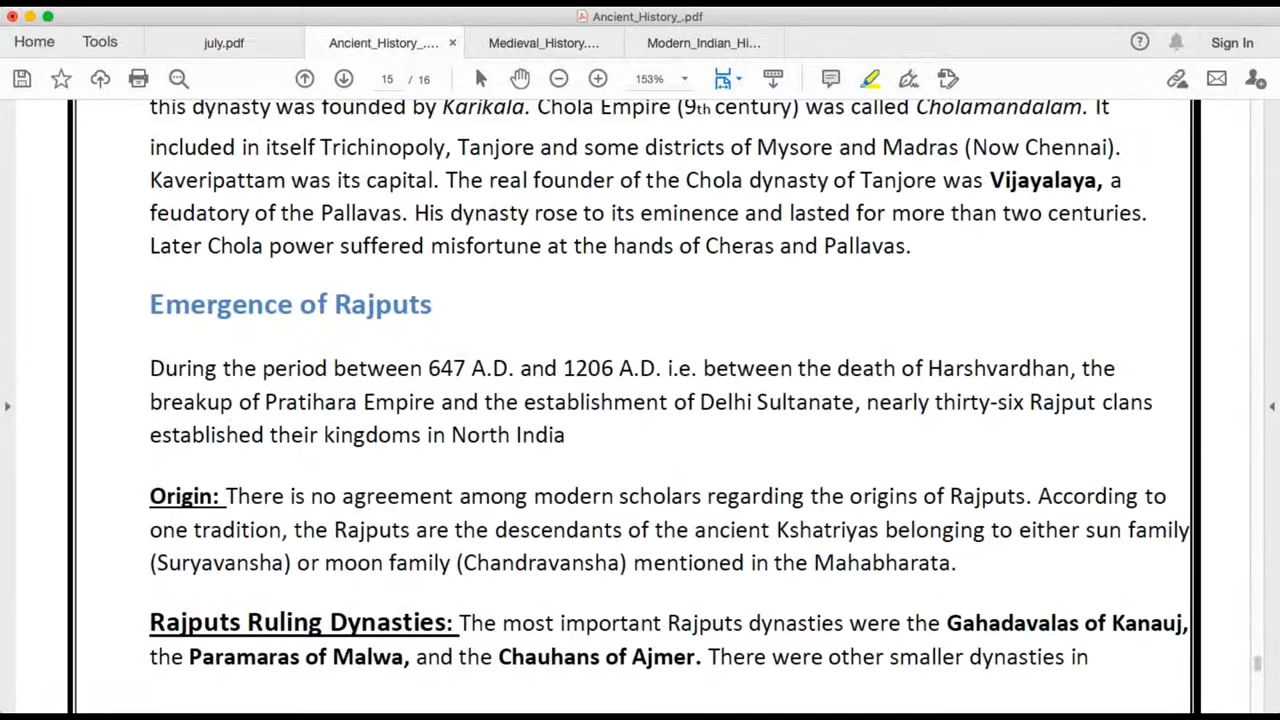 Ancient_History_.pdf
Home Tools july.pdf Ancient_History_.... × Medieval_History.... Modern_Indian_Hi... Sign In
15 / 16 153%
this dynasty was founded by Karikala. Chola Empire (9th century) was called Cholamandalam. It
included in itself Trichinopoly, Tanjore and some districts of Mysore and Madras (Now Chennai).
Kaveripattam was its capital. The real founder of the Chola dynasty of Tanjore was Vijayalaya, a
feudatory of the Pallavas. His dynasty rose to its eminence and lasted for more than two centuries.
Later Chola power suffered misfortune at the hands of Cheras and Pallavas.
Emergence of Rajputs
During the period between 647 A.D. and 1206 A.D. i.e. between the death of Harshvardhan, the
breakup of Pratihara Empire and the establishment of Delhi Sultanate, nearly thirty-six Rajput clans
established their kingdoms in North India
Origin: There is no agreement among modern scholars regarding the origins of Rajputs. According to
one tradition, the Rajputs are the descendants of the ancient Kshatriyas belonging to either sun family
(Suryavansha) or moon family (Chandravansha) mentioned in the Mahabharata.
Rajputs Ruling Dynasties: The most important Rajputs dynasties were the Gahadavalas of Kanauj,
the Paramaras of Malwa, and the Chauhans of Ajmer. There were other smaller dynasties in